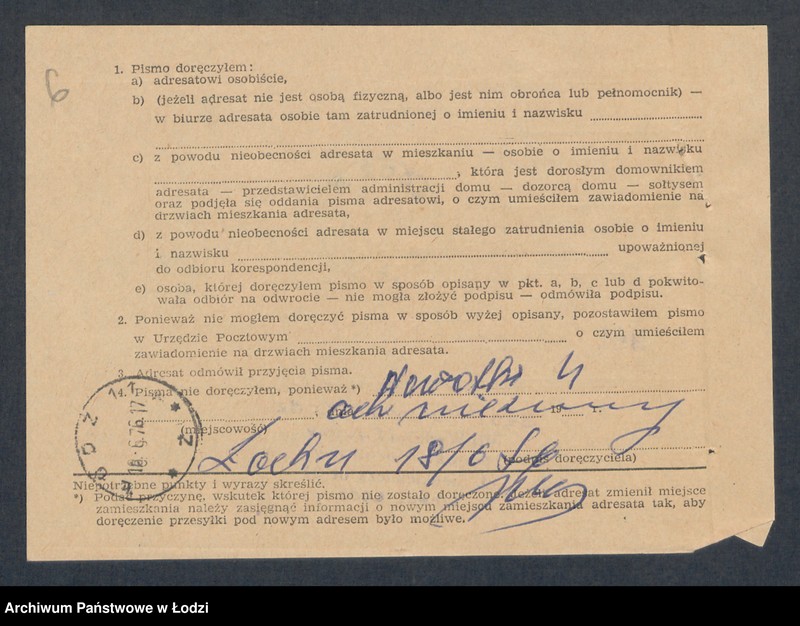 6
1. Pismo doręczyłem:
a) adresatowi osobiście,
b) (jeżeli adresat nie jest osobą fizyczną, albo jest nim obrońca lub pełnomocnik) —
w biurze adresata osobie tam zatrudnionej o imieniu i nazwisku
c) z powodu nieobecności adresata w mieszkaniu — osobie o imieniu i nazwisku
, która jest dorosłym domownikiem
adresata — przedstawicielem administracji domu — dozorcą domu — sołtysem
oraz podjęła się oddania pisma adresatowi, o czym umieściłem zawiadomienie na
drzwiach mieszkania adresata,
d) z powodu nieobecności adresata w miejscu stałego zatrudnienia osobie o imieniu
i nazwisku upoważnionej
do odbioru korespondencji,
e) osoba, której doręczyłem pismo w sposób opisany w pkt. a, b, c lub d pokwito-
wała odbiór na odwrocie — nie mogła złożyć podpisu — odmówiła podpisu.
2. Ponieważ nie mogłem doręczyć pisma w sposób wyżej opisany, pozostawiłem pismo
w Urzędzie Pocztowym o czym umieściłem
zawiadomienie na drzwiach mieszkania adresata.
3. Adresat odmówił przyjęcia pisma.
4. Pisma nie doręczyłem, ponieważ *)
(miejscowość)
(podpis doręczyciela)
Niepotrzebne punkty i wyrazy skreślić.
*) Podać przyczynę, wskutek której pismo nie zostało doręczone. Jeżeli adresat zmienił miejsce
zamieszkania należy zasięgnąć informacji o nowym miejscu zamieszkania adresata tak, aby
doręczenie przesyłki pod nowym adresem było możliwe.
Archiwum Państwowe w Łodzi